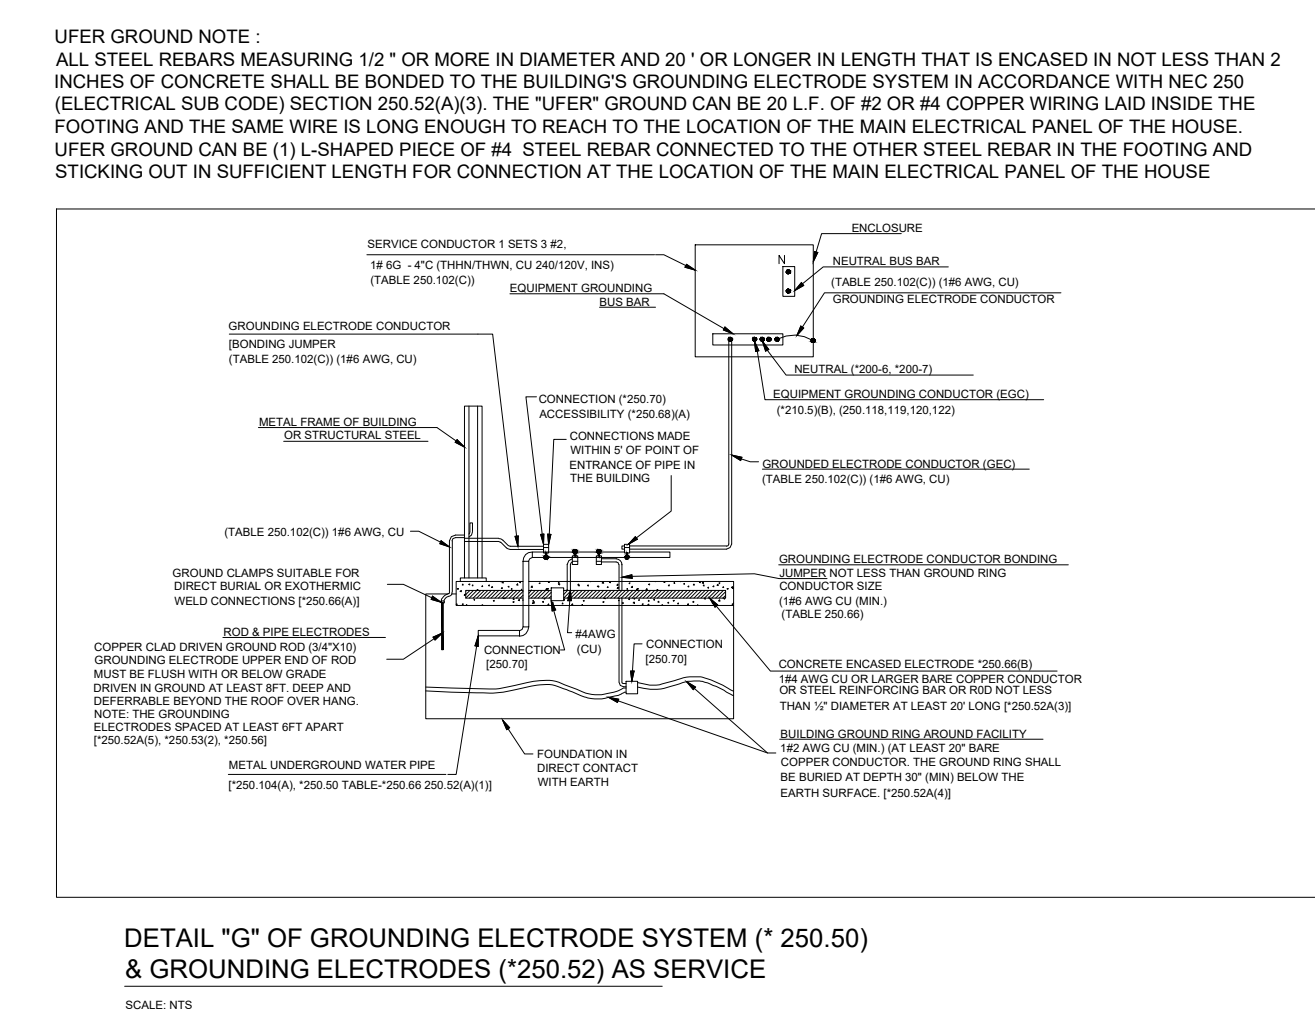 UFER GROUND NOTE :
ALL STEEL REBARS MEASURING 1/2 " OR MORE IN DIAMETER AND 20 ' OR LONGER IN LENGTH THAT IS ENCASED IN NOT LESS THAN 2
INCHES OF CONCRETE SHALL BE BONDED TO THE BUILDING'S GROUNDING ELECTRODE SYSTEM IN ACCORDANCE WITH NEC 250
(ELECTRICAL SUB CODE) SECTION 250.52(A)(3). THE "UFER" GROUND CAN BE 20 L.F. OF #2 OR #4 COPPER WIRING LAID INSIDE THE
FOOTING AND THE SAME WIRE IS LONG ENOUGH TO REACH TO THE LOCATION OF THE MAIN ELECTRICAL PANEL OF THE HOUSE.
UFER GROUND CAN BE (1) L-SHAPED PIECE OF #4 STEEL REBAR CONNECTED TO THE OTHER STEEL REBAR IN THE FOOTING AND
STICKING OUT IN SUFFICIENT LENGTH FOR CONNECTION AT THE LOCATION OF THE MAIN ELECTRICAL PANEL OF THE HOUSE
SERVICE CONDUCTOR 1 SETS 3 #2,
1# 6G - 4"C (THHN/THWN, CU 240/120V, INS)
(TABLE 250.102(C))
EQUIPMENT GROUNDING
BUS BAR
ENCLOSURE
N
NEUTRAL BUS BAR
(TABLE 250.102(C)) (1#6 AWG, CU)
GROUNDING ELECTRODE CONDUCTOR
GROUNDING ELECTRODE CONDUCTOR
[BONDING JUMPER
(TABLE 250.102(C)) (1#6 AWG, CU)
NEUTRAL (*200-6, *200-7)
EQUIPMENT GROUNDING CONDUCTOR (EGC)
(*210.5)(B), (250.118,119,120,122)
CONNECTION (*250.70)
ACCESSIBILITY (*250.68)(A)
METAL FRAME OF BUILDING
OR STRUCTURAL STEEL
CONNECTIONS MADE
WITHIN 5' OF POINT OF
ENTRANCE OF PIPE IN
THE BUILDING
GROUNDED ELECTRODE CONDUCTOR (GEC)
(TABLE 250.102(C)) (1#6 AWG, CU)
(TABLE 250.102(C)) 1#6 AWG, CU
GROUND CLAMPS SUITABLE FOR
DIRECT BURIAL OR EXOTHERMIC
WELD CONNECTIONS [*250.66(A)]
GROUNDING ELECTRODE CONDUCTOR BONDING
JUMPER NOT LESS THAN GROUND RING
CONDUCTOR SIZE
(1#6 AWG CU (MIN.)
(TABLE 250.66)
ROD & PIPE ELECTRODES
COPPER CLAD DRIVEN GROUND ROD (3/4"X10)
GROUNDING ELECTRODE UPPER END OF ROD
MUST BE FLUSH WITH OR BELOW GRADE
DRIVEN IN GROUND AT LEAST 8FT. DEEP AND
DEFERRABLE BEYOND THE ROOF OVER HANG.
NOTE: THE GROUNDING
ELECTRODES SPACED AT LEAST 6FT APART
[*250.52A(5), *250.53(2), *250.56]
CONNECTION
[250.70]
#4AWG
(CU)
CONNECTION
[250.70]
CONCRETE ENCASED ELECTRODE *250.66(B)
1#4 AWG CU OR LARGER BARE COPPER CONDUCTOR
OR STEEL REINFORCING BAR OR R0D NOT LESS
THAN ½" DIAMETER AT LEAST 20' LONG [*250.52A(3)]
BUILDING GROUND RING AROUND FACILITY
1#2 AWG CU (MIN.) (AT LEAST 20" BARE
COPPER CONDUCTOR. THE GROUND RING SHALL
BE BURIED AT DEPTH 30" (MIN) BELOW THE
EARTH SURFACE. [*250.52A(4)]
METAL UNDERGROUND WATER PIPE
[*250.104(A), *250.50 TABLE-*250.66 250.52(A)(1)]
FOUNDATION IN
DIRECT CONTACT
WITH EARTH
DETAIL "G" OF GROUNDING ELECTRODE SYSTEM (* 250.50)
& GROUNDING ELECTRODES (*250.52) AS SERVICE
SCALE: NTS